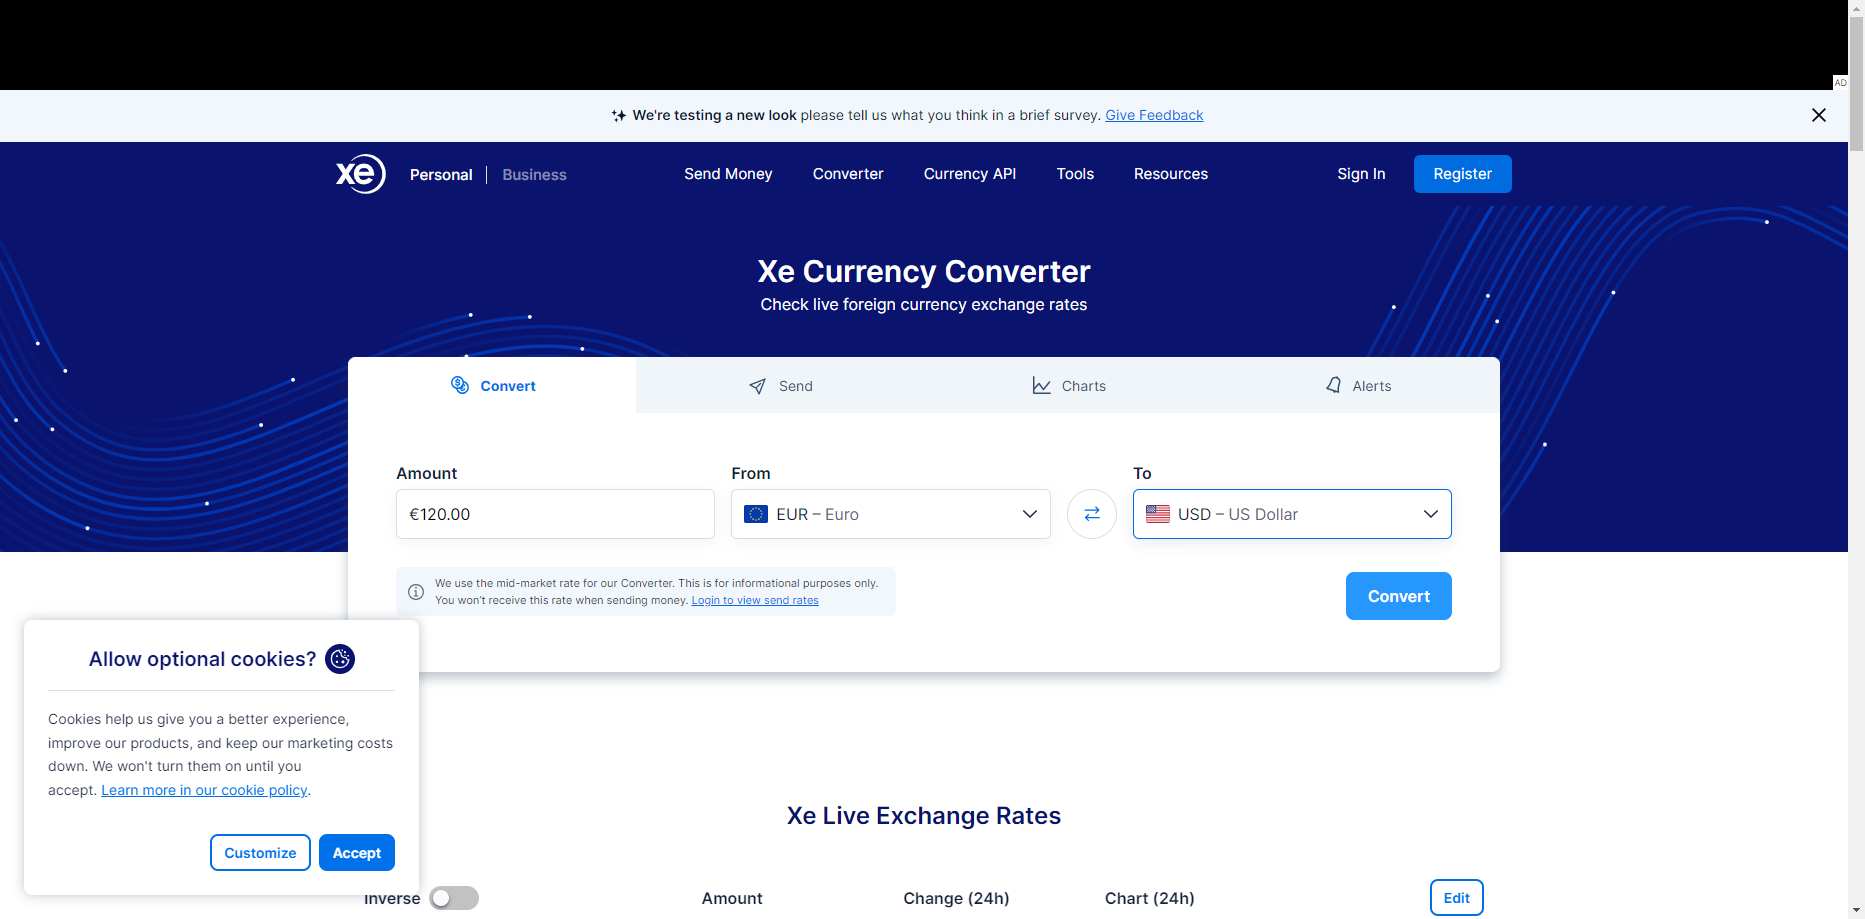 AD
We're testing a new look please tell us what you think in a brief survey. Give Feedback
xe Personal Business Send Money Converter Currency API Tools Resources Sign In Register
Xe Currency Converter
Check live foreign currency exchange rates
Convert Send Charts Alerts
Amount From To
€120.00 EUR – Euro USD – US Dollar
We use the mid-market rate for our Converter. This is for informational purposes only.
You won't receive this rate when sending money. Login to view send rates
Convert
Allow optional cookies?
Cookies help us give you a better experience,
improve our products, and keep our marketing costs
down. We won't turn them on until you
accept. Learn more in our cookie policy.
Customize Accept
Xe Live Exchange Rates
Inverse Amount Change (24h) Chart (24h) Edit